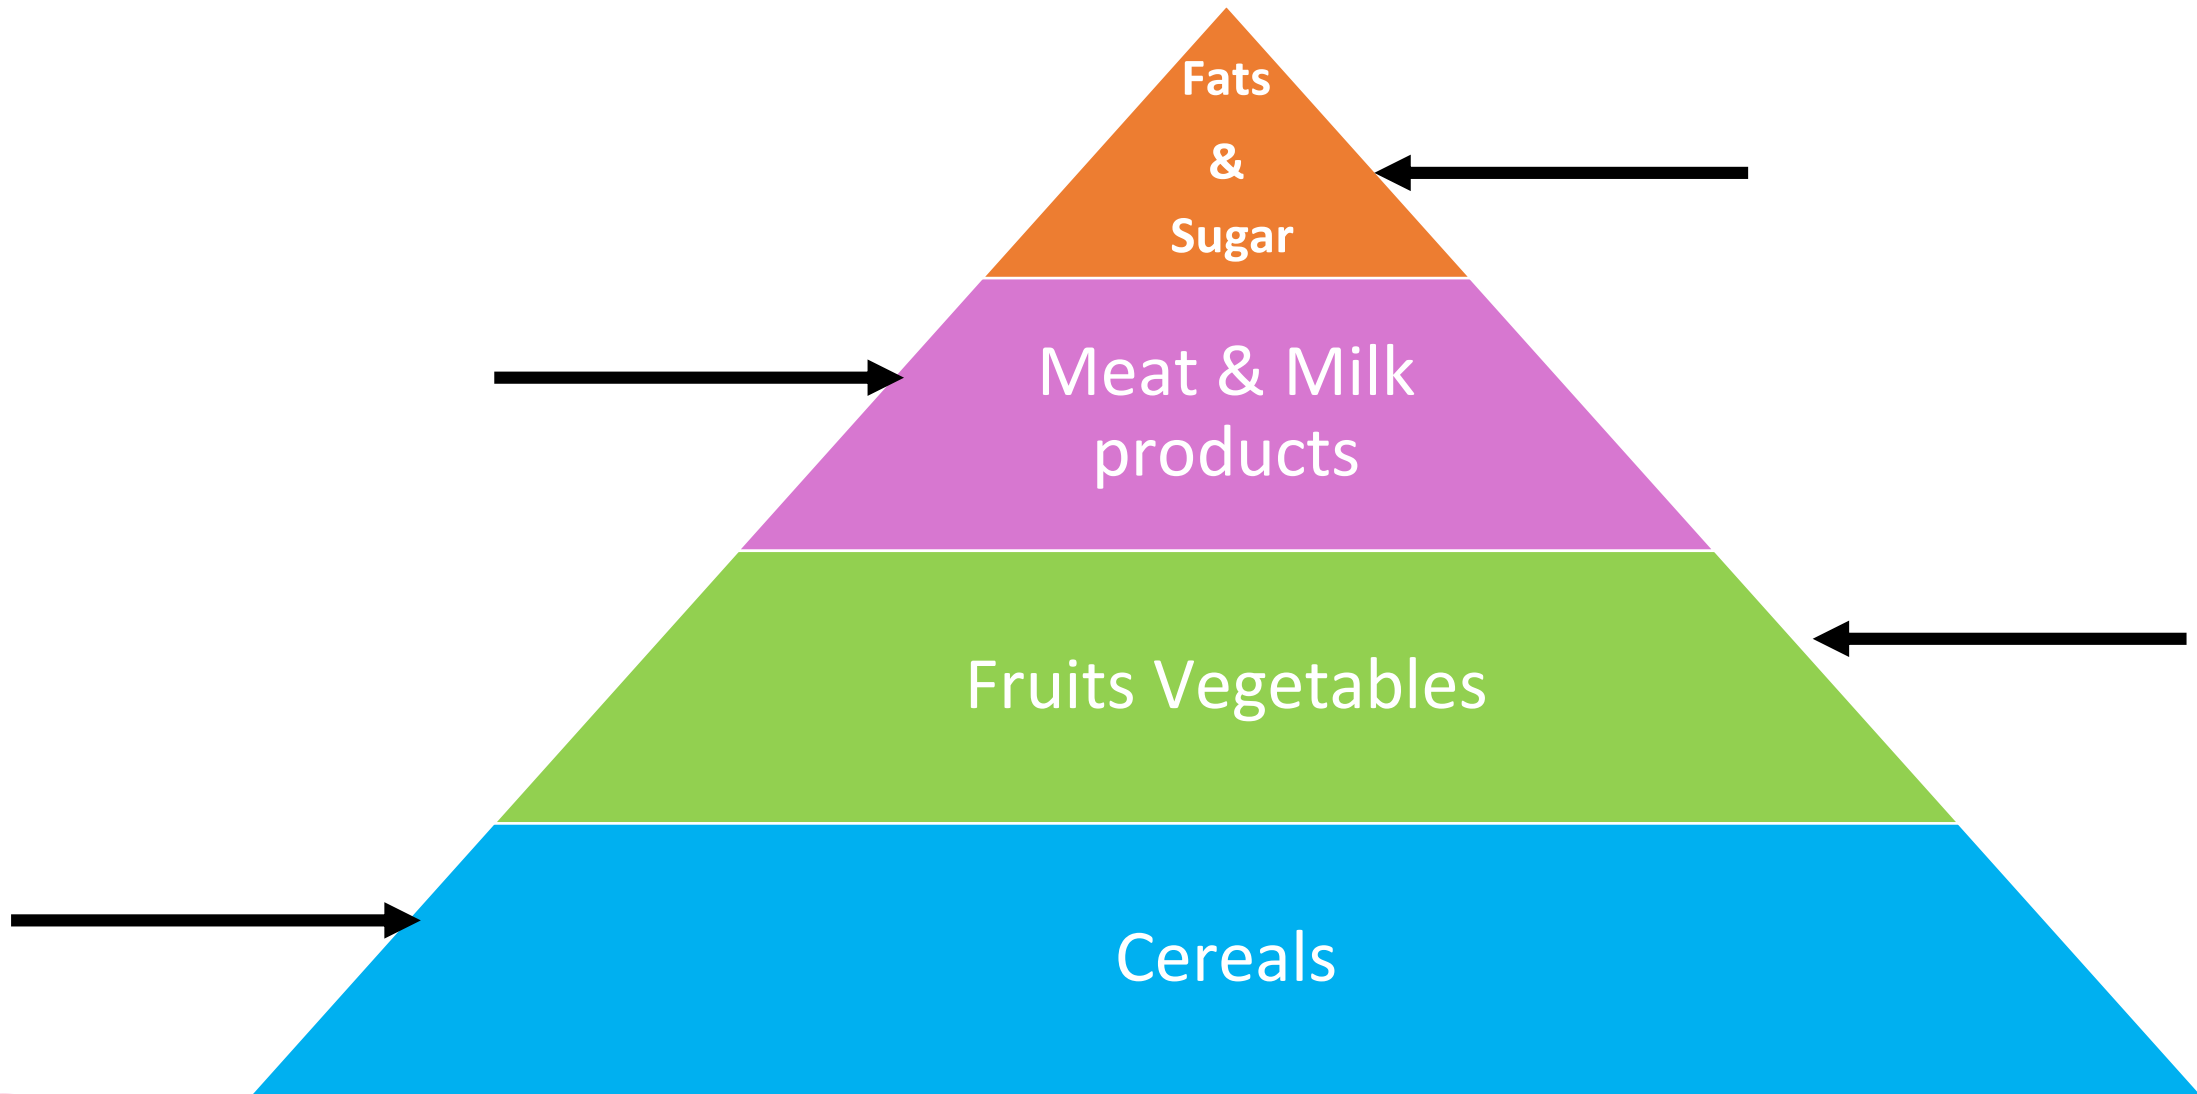 Fats
&
Sugar
Meat & Milk
products
Fruits Vegetables
Cereals